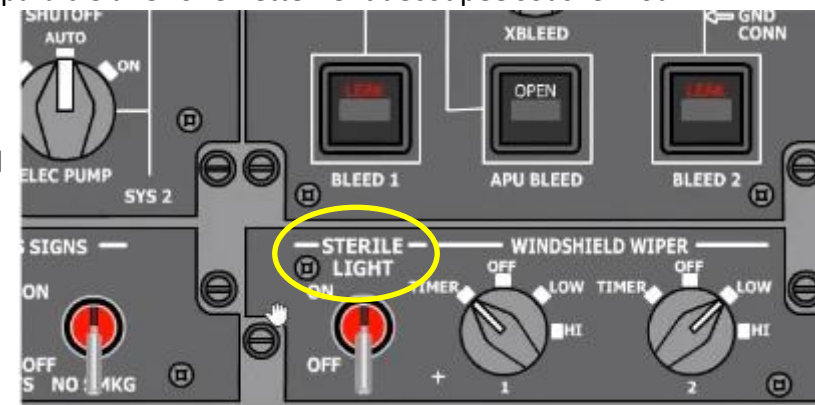 SHUTOFF
AUTO
ON
ELEC PUMP
SYS 2
XBLEED
GND
CONN
LEAK
OPEN
LEAK
BLEED 1
APU BLEED
BLEED 2
SIGNS
ON
OFF
NO SMKG
STERILE
LIGHT
ON
OFF
WINDSHIELD WIPER
TIMER
OFF
LOW
HI
1
TIMER
OFF
LOW
HI
2